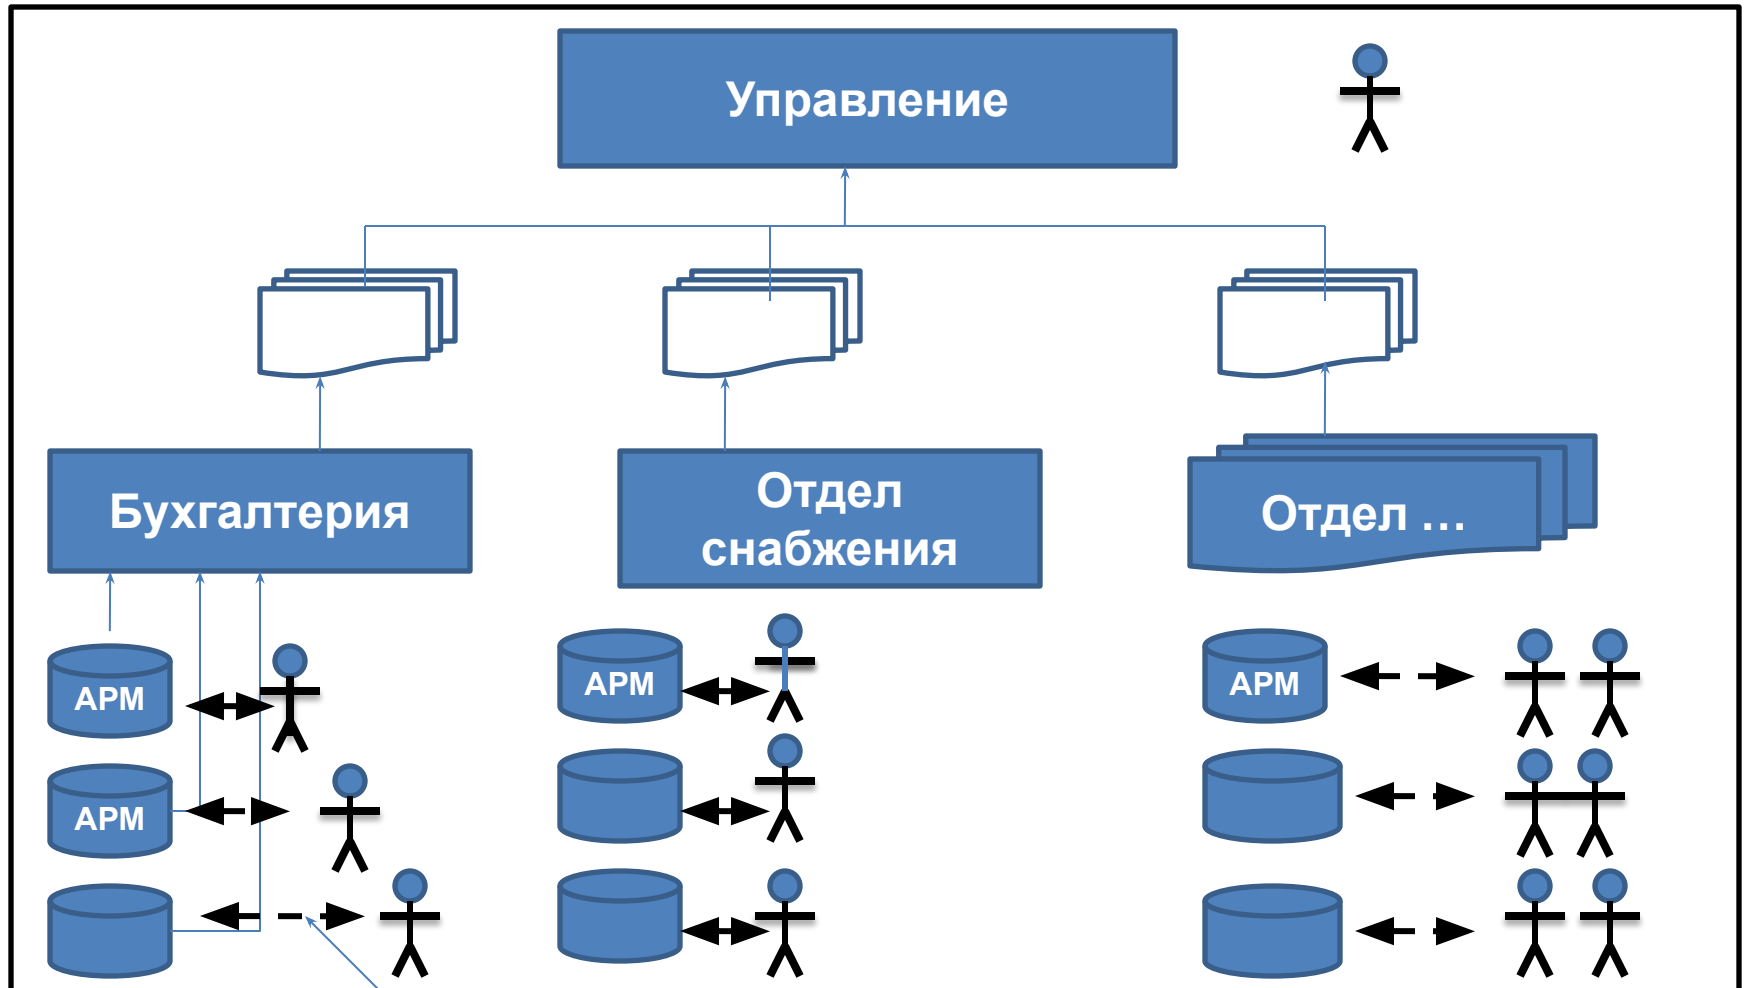 Управление
Бухгалтерия
Отдел
снабжения
Отдел ...
АРМ
АРМ
АРМ
АРМ